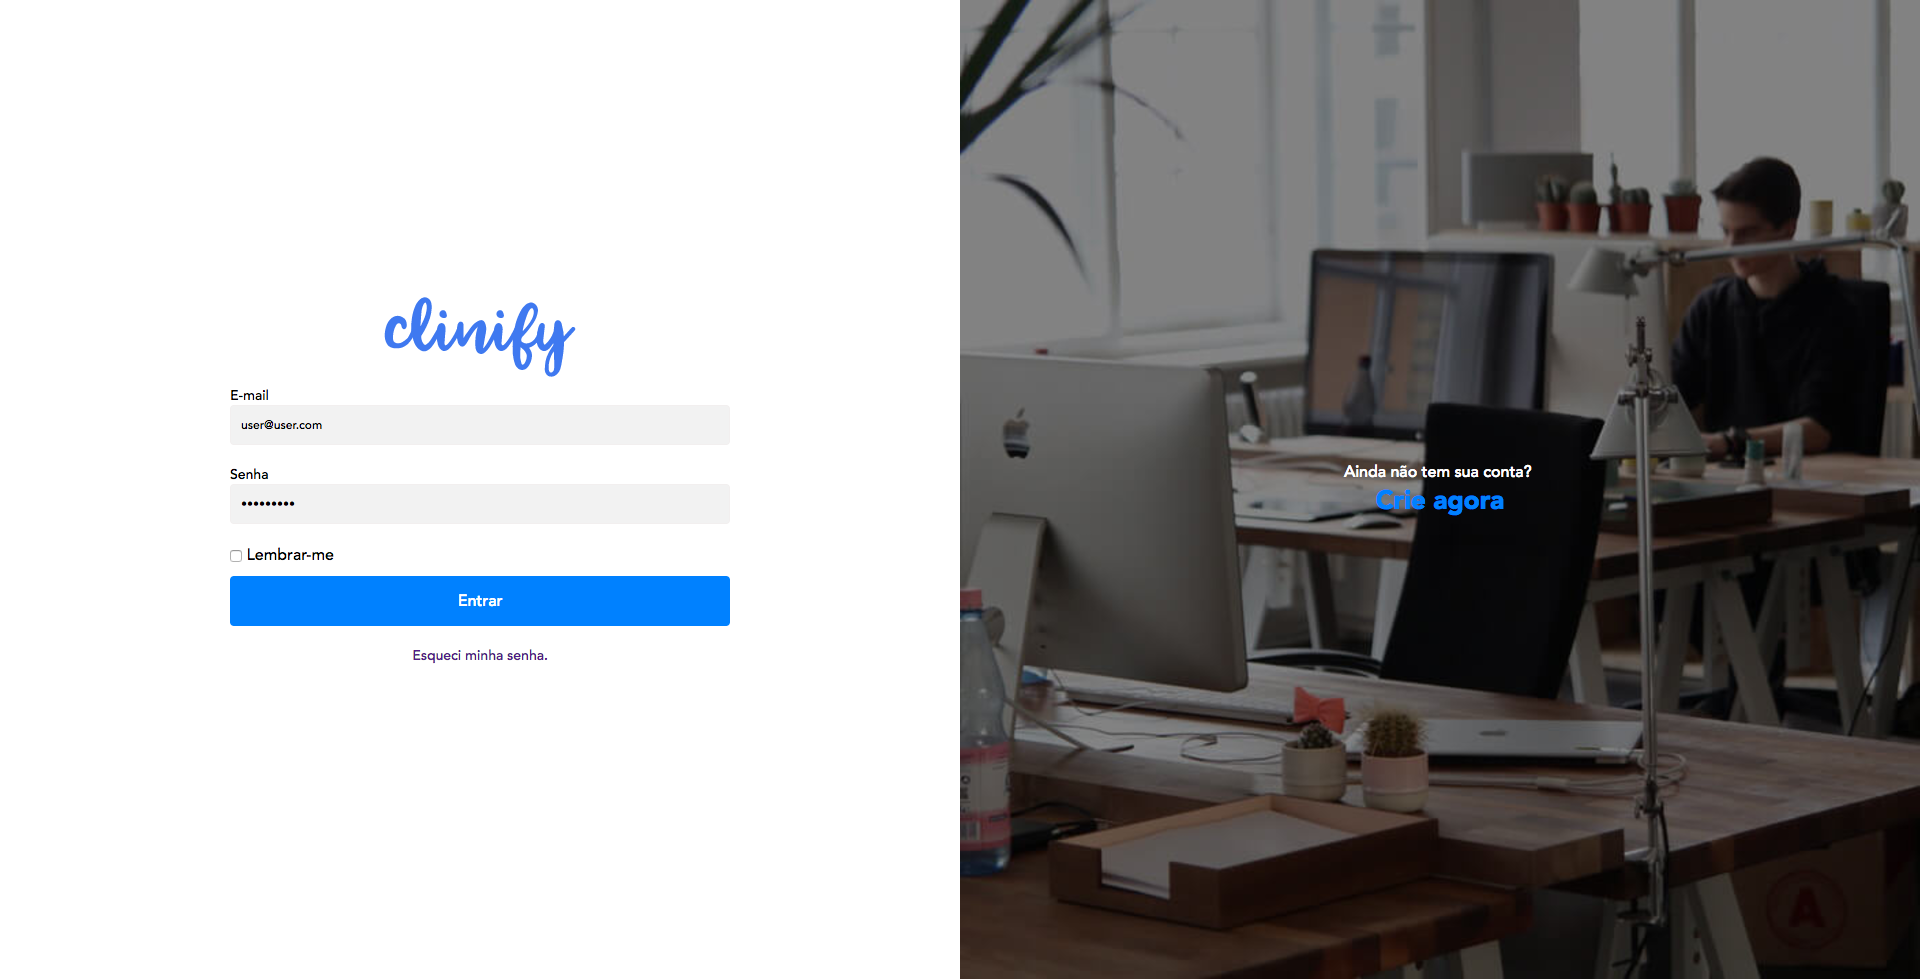 clinify
E-mail
user@user.com
Senha
•••••••••
Lembrar-me
Entrar
Esqueci minha senha.
Ainda não tem sua conta?
Crie agora
A